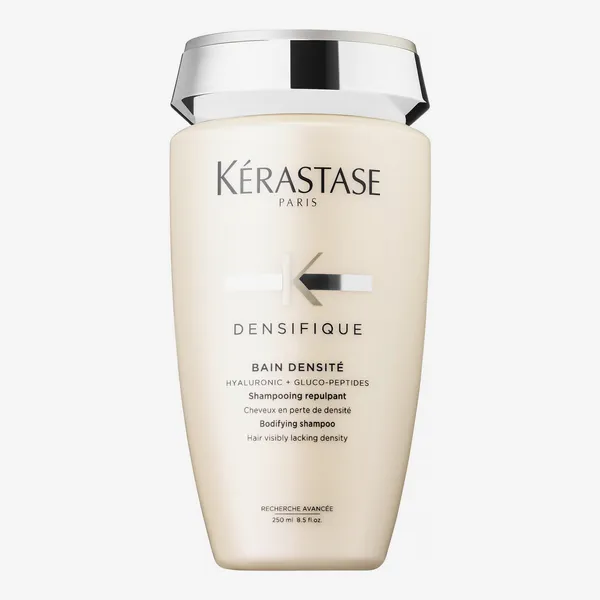 KÉRASTASE
PARIS
K
DENSIFIQUE
BAIN DENSITÉ
HYALURONIC + GLUCO-PEPTIDES
Shampooing repulpant
Cheveux en perte de densité
Bodifying shampoo
Hair visibly lacking density
RECHERCHE AVANCÉE
250 ml 8.5 fl.oz.